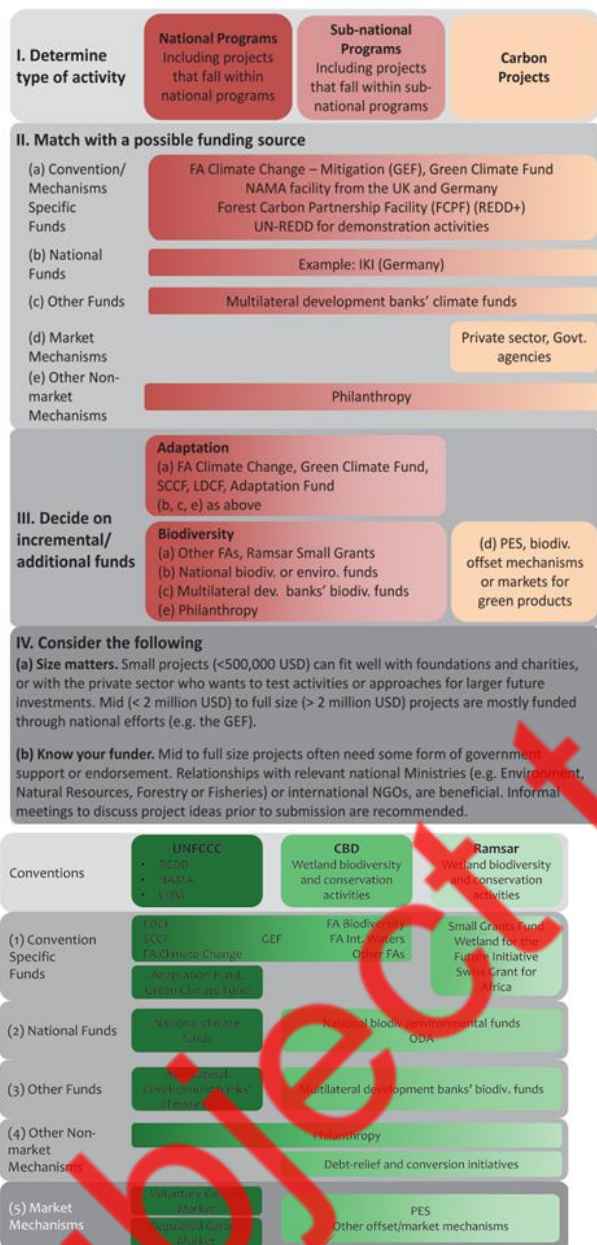 I. Determine
type of activity
National Programs
Including projects
that fall within
national programs
Sub-national
Programs
Including projects
that fall within sub-
national programs
Carbon
Projects
II. Match with a possible funding source
(a) Convention/
Mechanisms
Specific
Funds
FA Climate Change – Mitigation (GEF), Green Climate Fund
NAMA facility from the UK and Germany
Forest Carbon Partnership Facility (FCPF) (REDD+)
UN-REDD for demonstration activities
(b) National
Funds
Example: IKI (Germany)
(c) Other Funds
Multilateral development banks' climate funds
(d) Market
Mechanisms
Private sector, Govt.
agencies
(e) Other Non-
market
Mechanisms
Philanthropy
III. Decide on
incremental/
additional funds
Adaptation
(a) FA Climate Change, Green Climate Fund,
SCCF, LDCF, Adaptation Fund
(b, c, e) as above
Biodiversity
(a) Other FAs, Ramsar Small Grants
(b) National biodiv. or enviro. funds
(c) Multilateral dev. banks' biodiv. funds
(e) Philanthropy
(d) PES, biodiv.
offset mechanisms
or markets for
green products
IV. Consider the following
(a) Size matters. Small projects (<500,000 USD) can fit well with foundations and charities,
or with the private sector who wants to test activities or approaches for larger future
investments. Mid (< 2 million USD) to full size (> 2 million USD) projects are mostly funded
through national efforts (e.g. the GEF).
(b) Know your funder. Mid to full size projects often need some form of government
support or endorsement. Relationships with relevant national Ministries (e.g. Environment,
Natural Resources, Forestry or Fisheries) or international NGOs, are beneficial. Informal
meetings to discuss project ideas prior to submission are recommended.
Conventions
UNFCCC
• REDD
• NAMA
• CDM
CBD
Wetland biodiversity
and conservation
activities
Ramsar
Wetland biodiversity
and conservation
activities
(1) Convention
Specific
Funds
LDCF
SCCF
FA Climate Change
GEF
FA Biodiversity
FA Int. Waters
Other FAs
Adaptation Fund,
Green Climate Fund
Small Grants Fund
Wetland for the
Future Initiative
Swiss Grant for
Africa
(2) National Funds
National climate
funds
National biodiv./environmental funds
ODA
(3) Other Funds
Multilateral
development banks'
climate funds
Multilateral development banks' biodiv. funds
(4) Other Non-
market
Mechanisms
Philanthropy
Debt-relief and conversion initiatives
(5) Market
Mechanisms
Voluntary Carbon
Market
Regulated Carbon
Market
PES
Other offset/market mechanisms
bject t